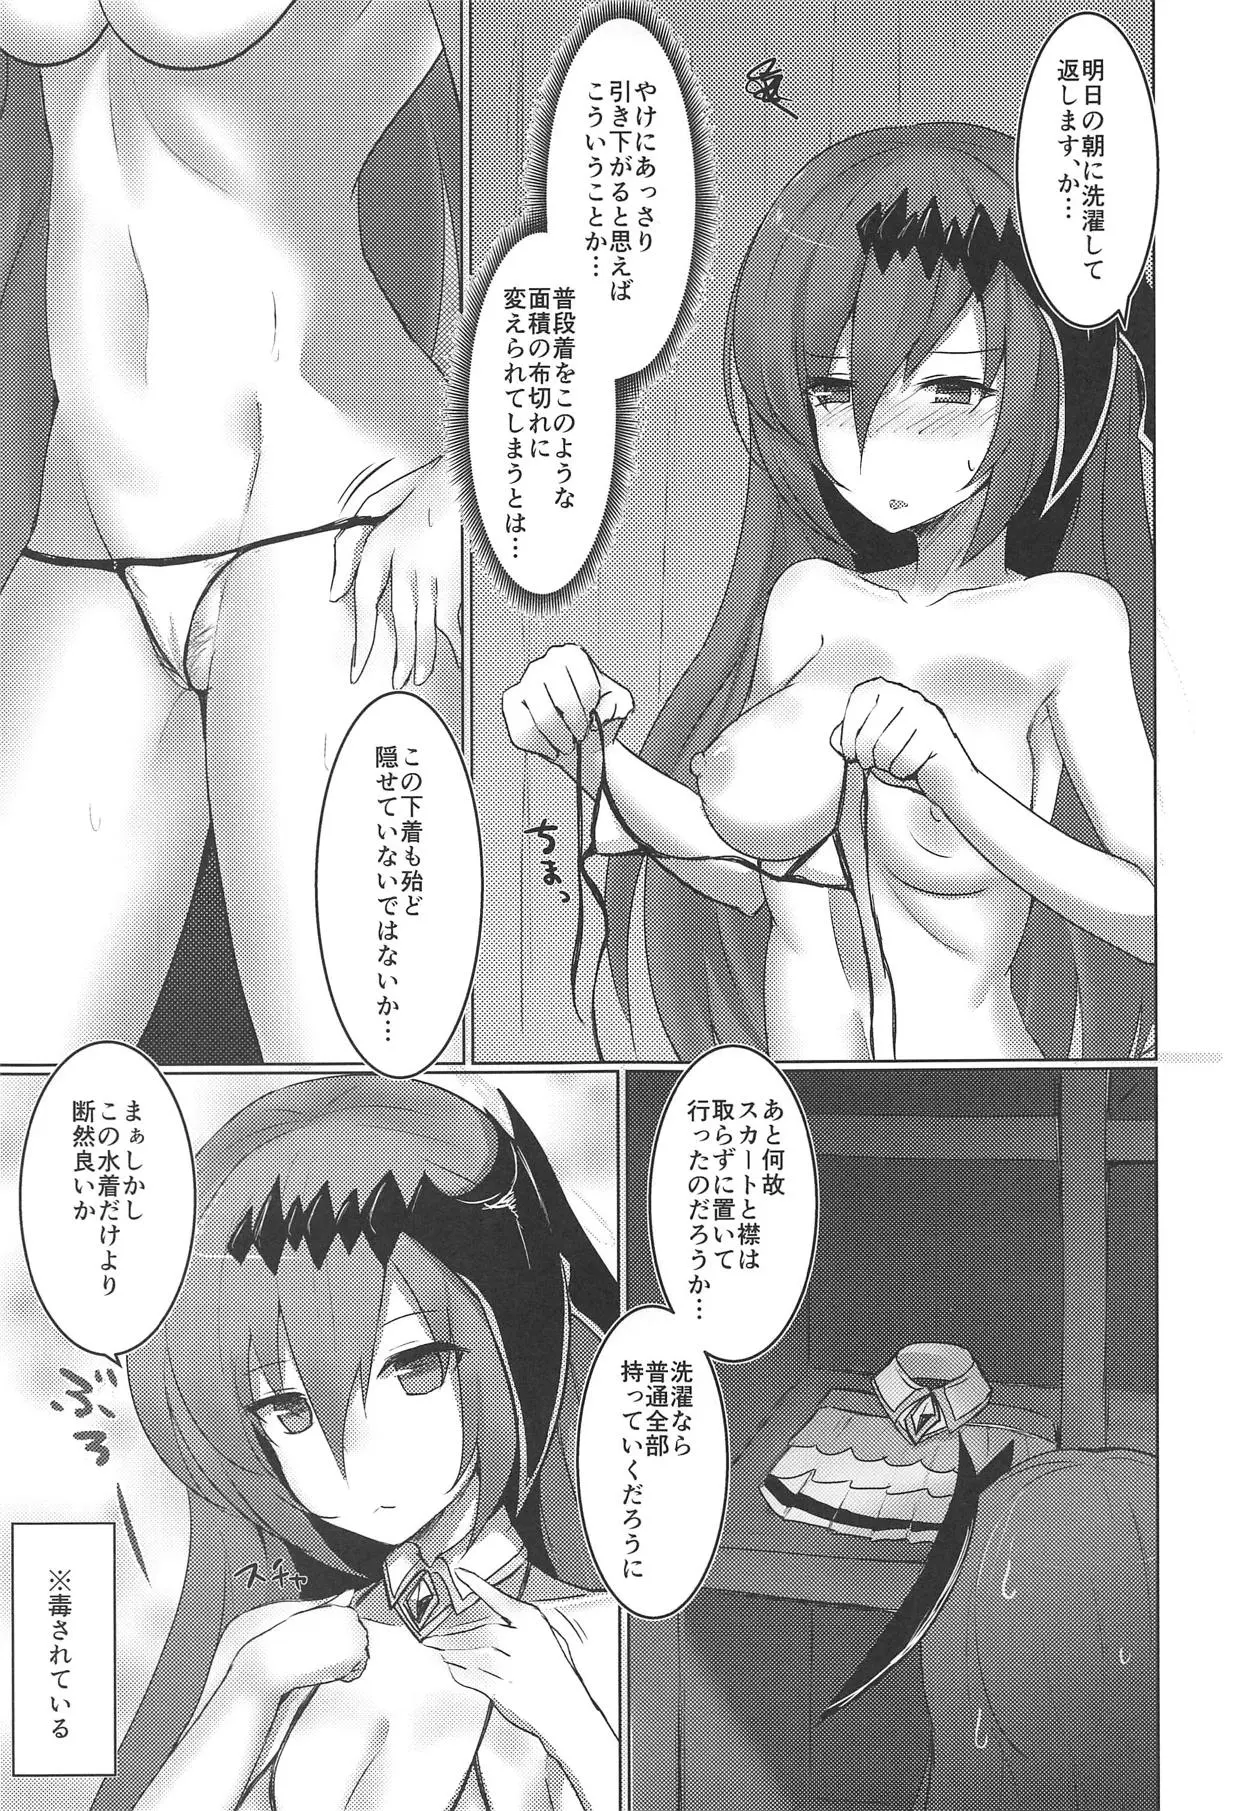 明日の朝に洗濯して
返します、か…
やけにあっさり
引き下がると思えば
こういうことか…
普段着をこのような
面積の布切れに
変えられてしまうとは…
ちまっ
この下着も殆ど
隠せていないではないか…
あと何故
スカートと襟は
取らずに置いて
行ったのだろうか…
洗濯なら
普通全部
持っていくだろうに
まぁしかし
この水着だけより
断然良いか
ぶる
スチャ
※毒されている